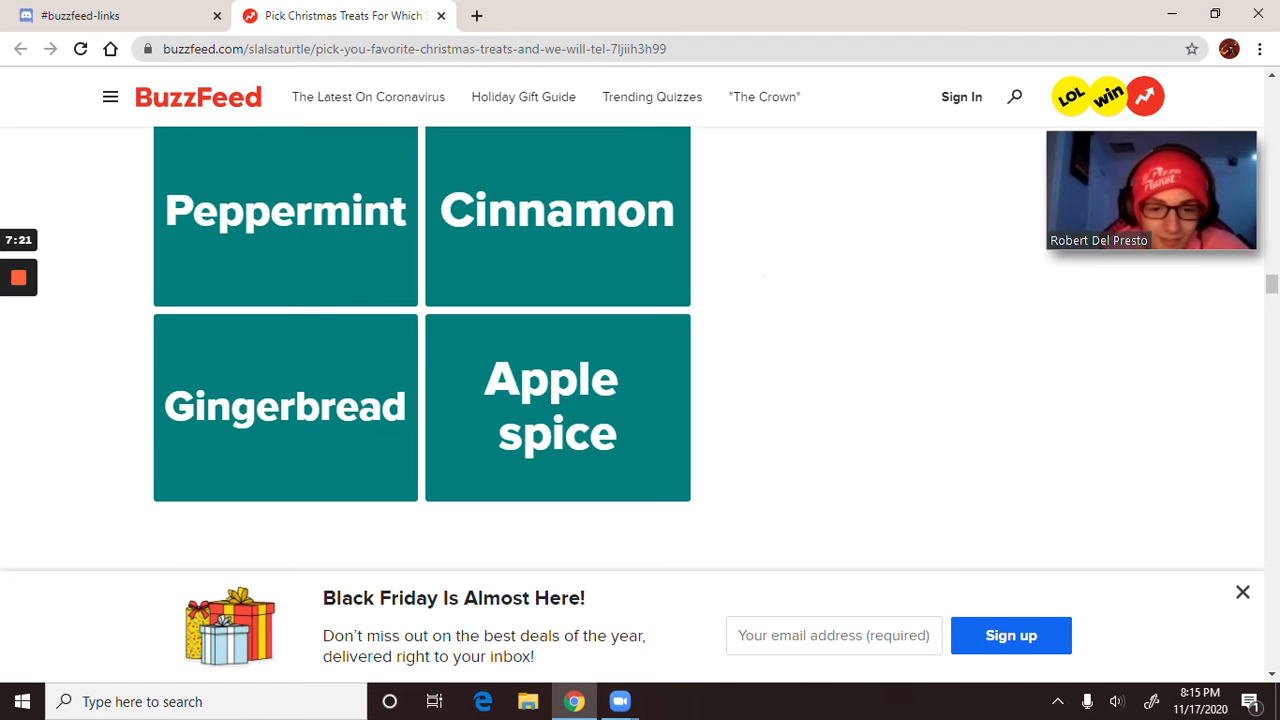 #buzzfeed-links
Pick Christmas Treats For Which S
buzzfeed.com/slalsaturtle/pick-you-favorite-christmas-treats-and-we-will-tel-7ljiih3h99
BuzzFeed
The Latest On Coronavirus
Holiday Gift Guide
Trending Quizzes
"The Crown"
Sign In
LOL
win
Pizza
Planet
Robert Del Presto
7:21
Peppermint
Cinnamon
Gingerbread
Apple
spice
Black Friday Is Almost Here!
Don't miss out on the best deals of the year,
delivered right to your inbox!
Your email address (required)
Sign up
Type here to search
8:15 PM
11/17/2020
1